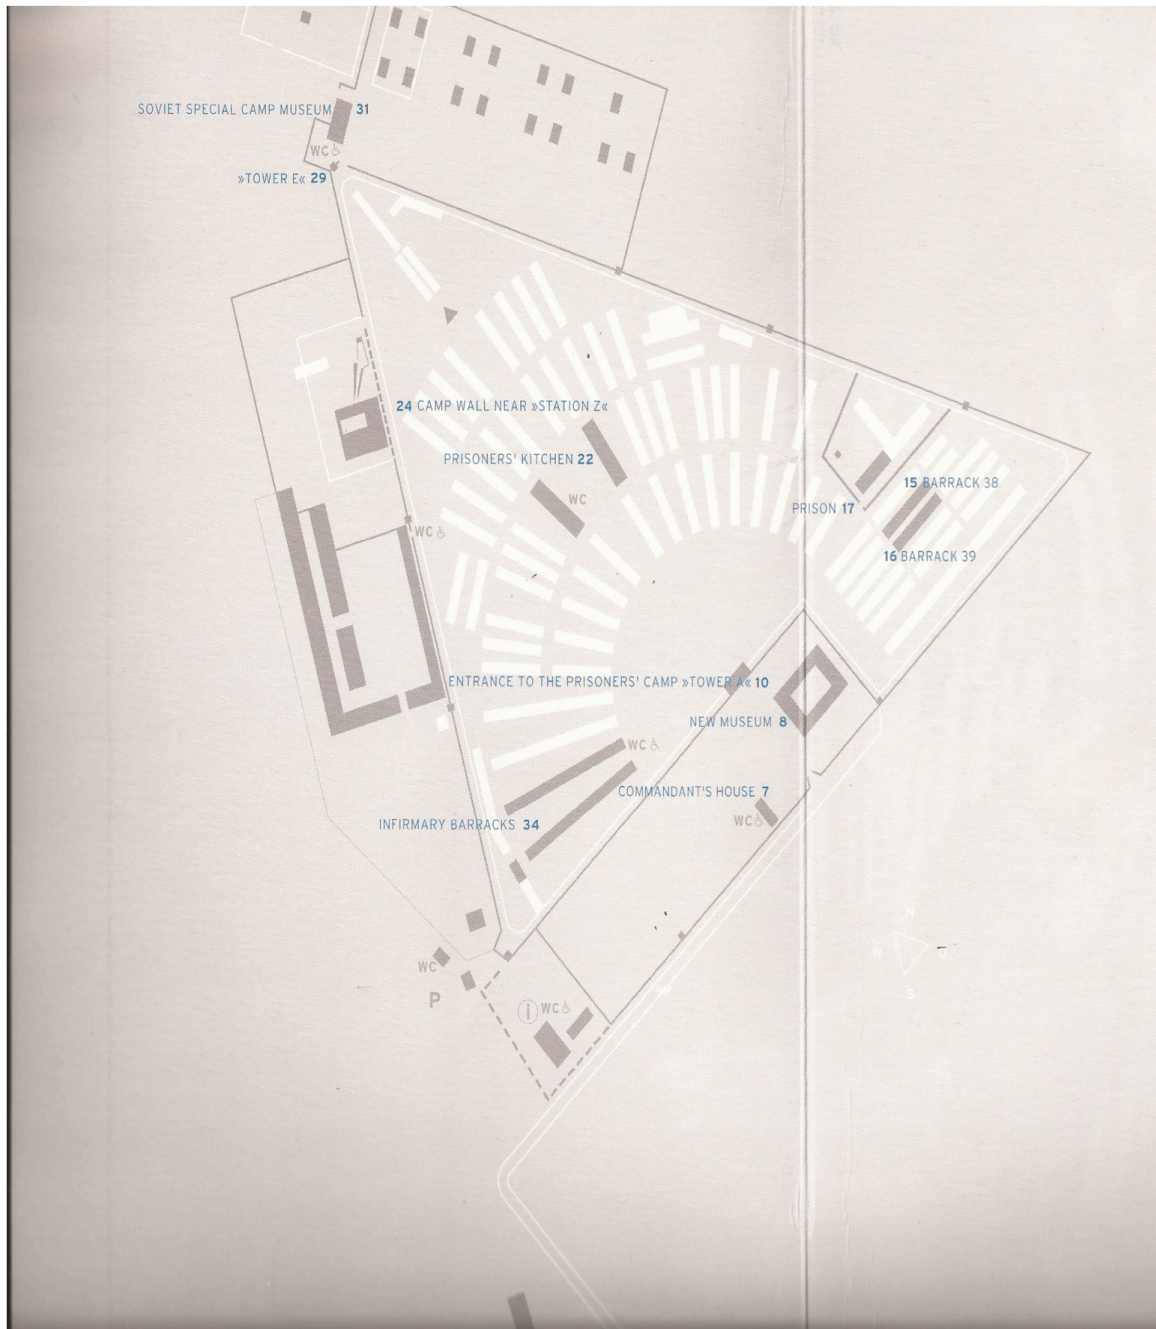 SOVIET SPECIAL CAMP MUSEUM 31
WC
»TOWER E« 29
24 CAMP WALL NEAR »STATION Z«
PRISONERS' KITCHEN 22
WC
15 BARRACK 38
PRISON 17
WC
16 BARRACK 39
ENTRANCE TO THE PRISONERS' CAMP »TOWER A« 10
NEW MUSEUM 8
WC
COMMANDANT'S HOUSE 7
WC
INFIRMARY BARRACKS 34
N
W O
S
WC
P
i WC